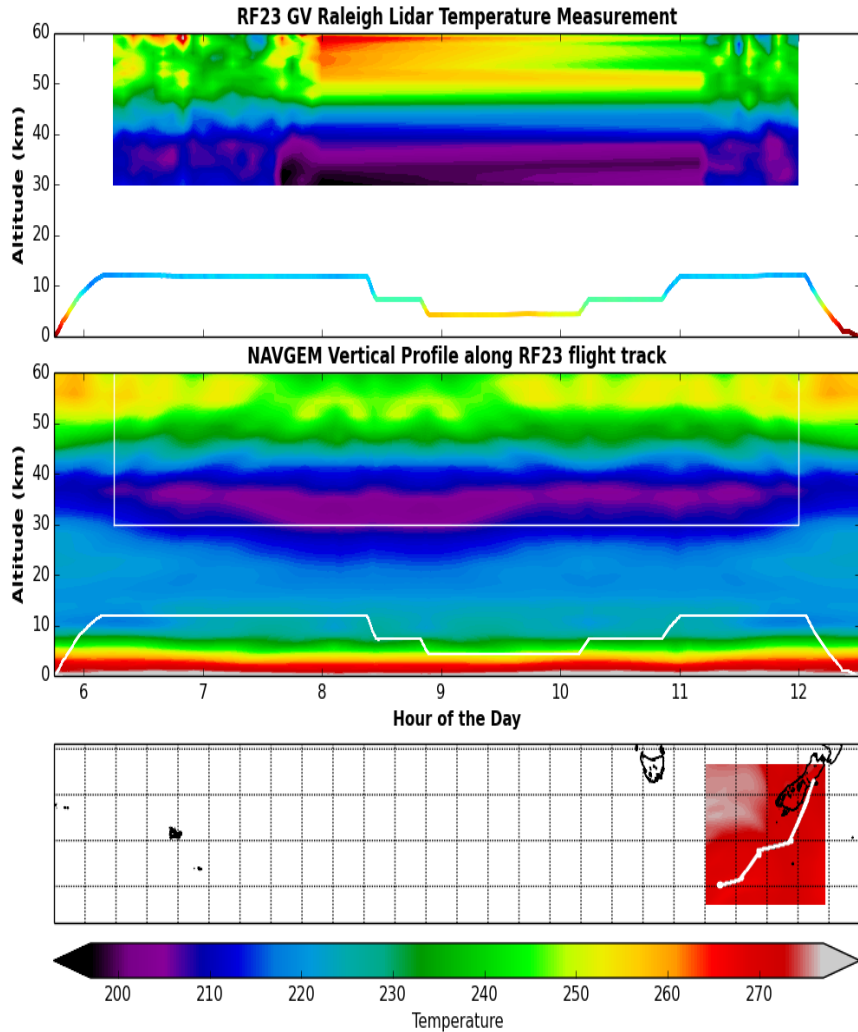 RF23 GV Raleigh Lidar Temperature Measurement
60
50
40
30
20
10
0
Altitude (km)
NAVGEM Vertical Profile along RF23 flight track
60
50
40
30
20
10
0
Altitude (km)
6 7 8 9 10 11 12
Hour of the Day
200 210 220 230 240 250 260 270
Temperature